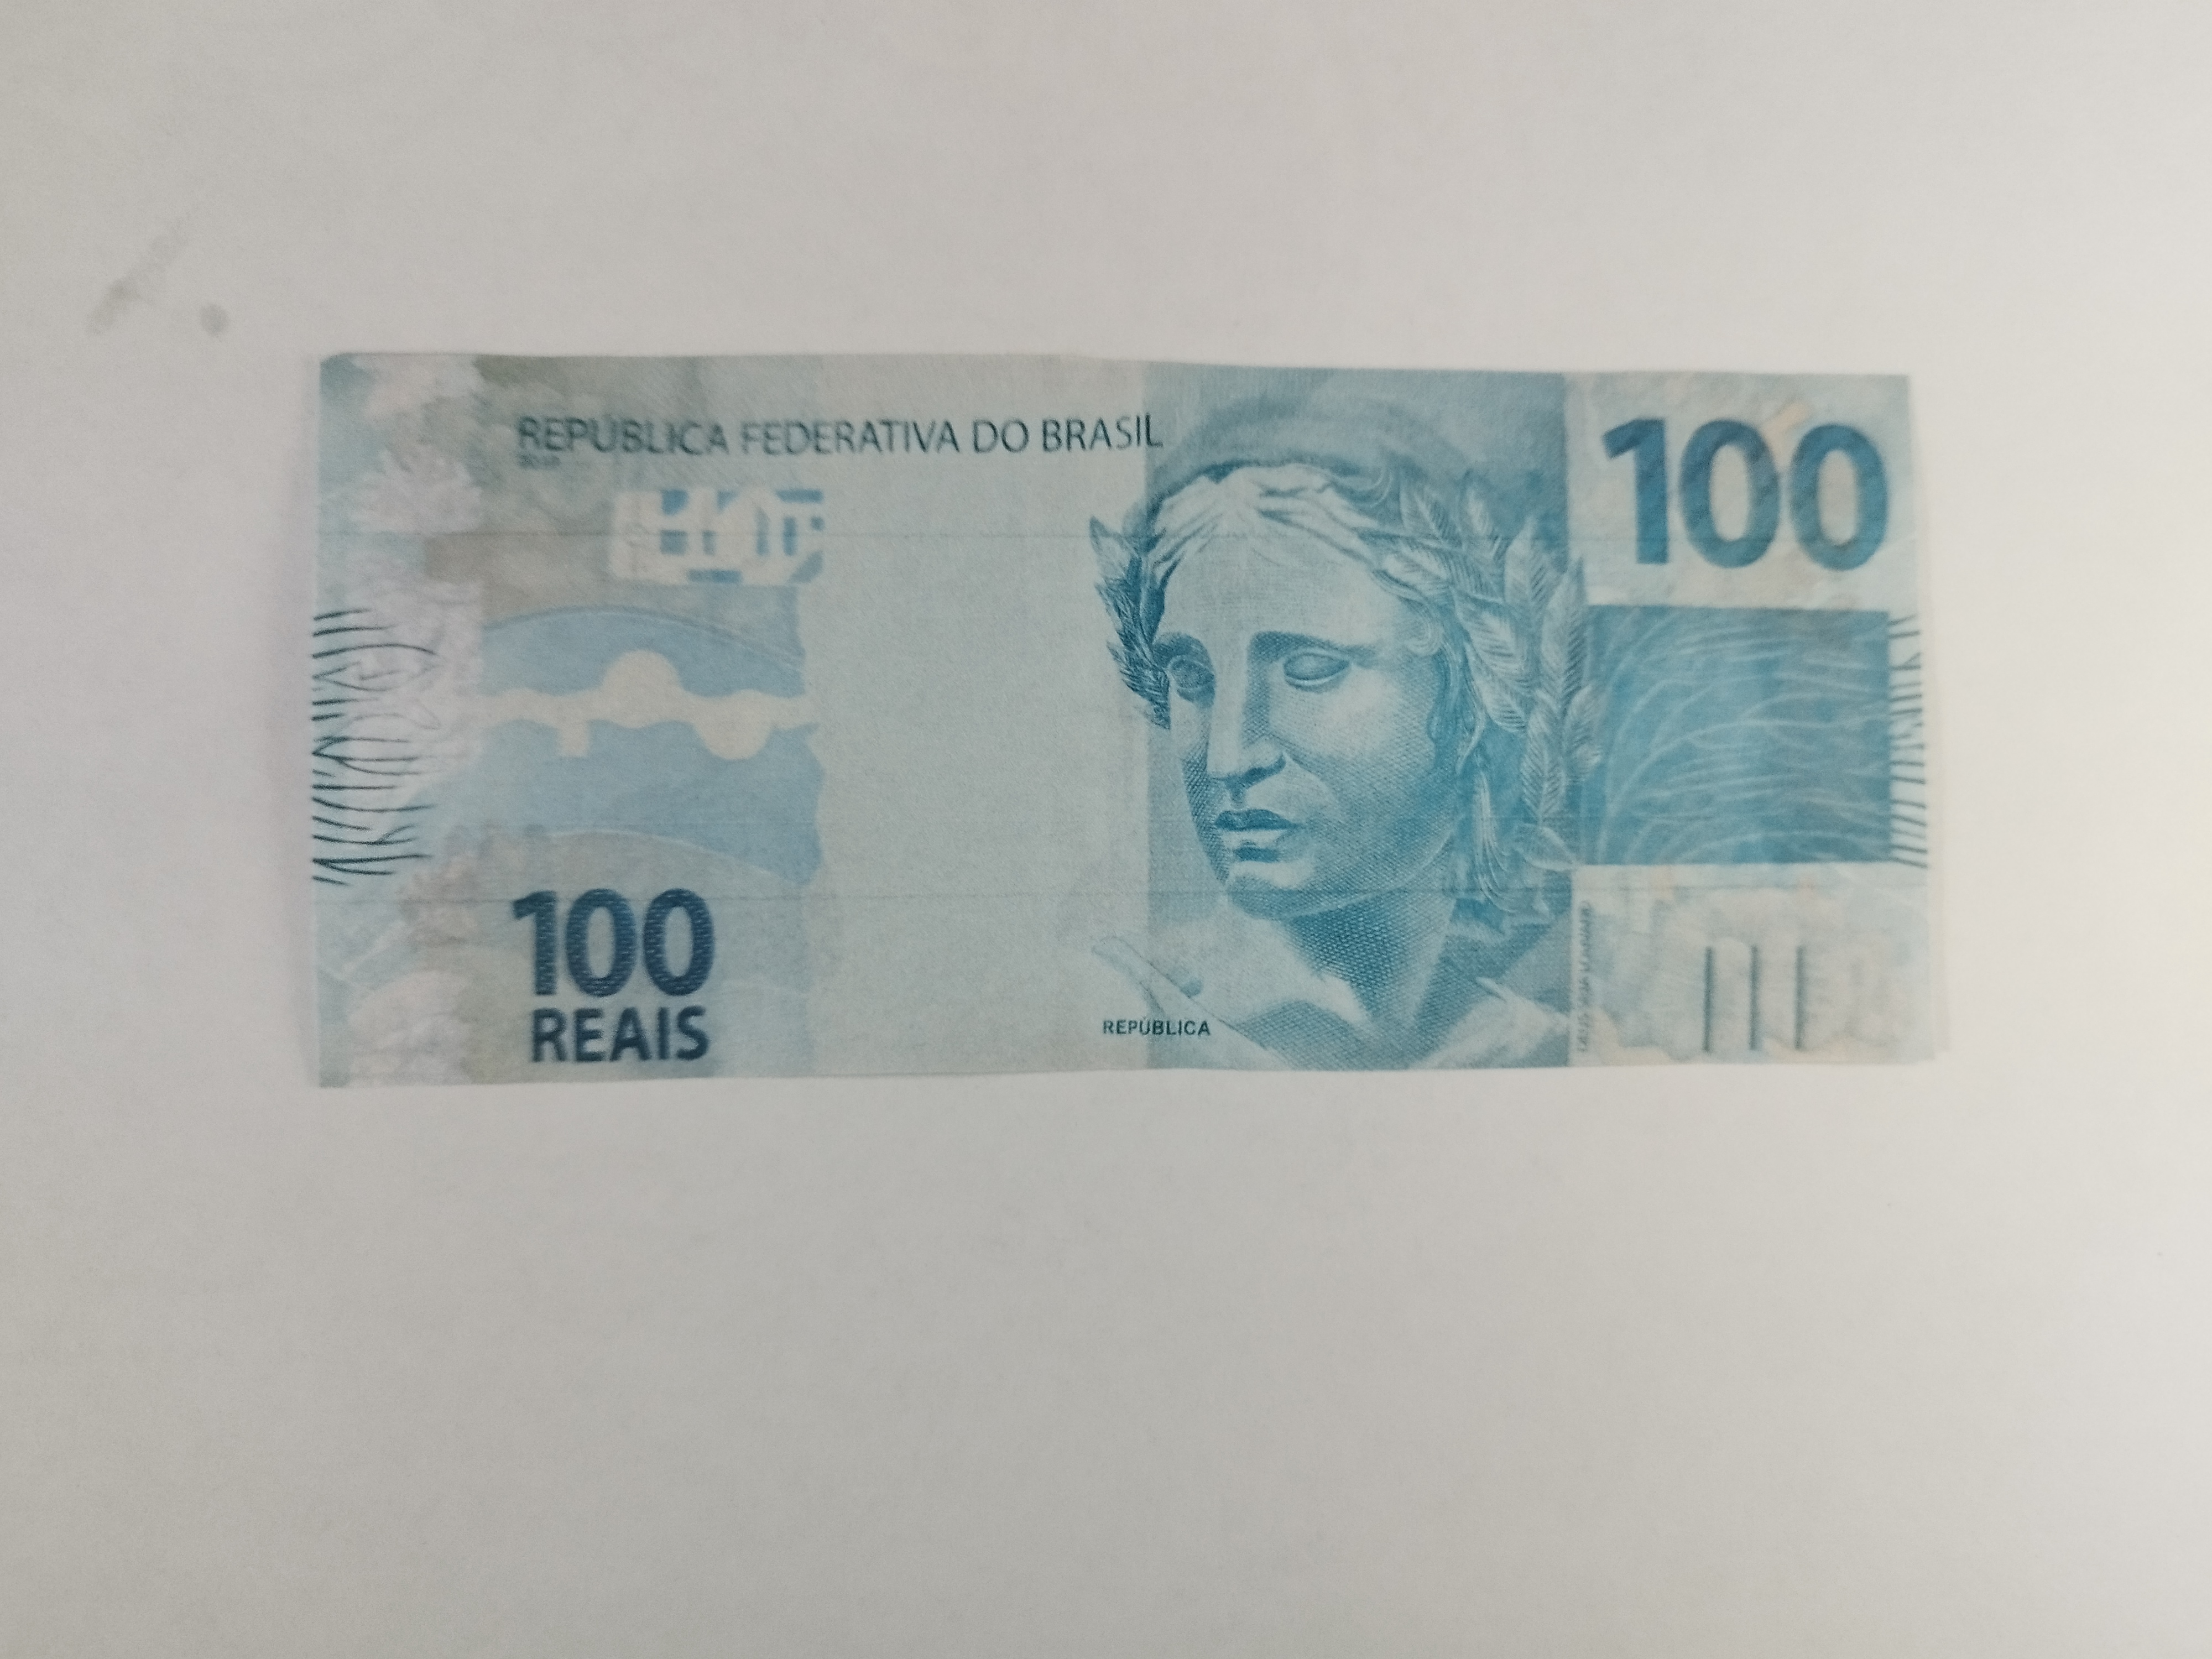 REPÚBLICA FEDERATIVA DO BRASIL
100
100
REAIS
REPÚBLICA